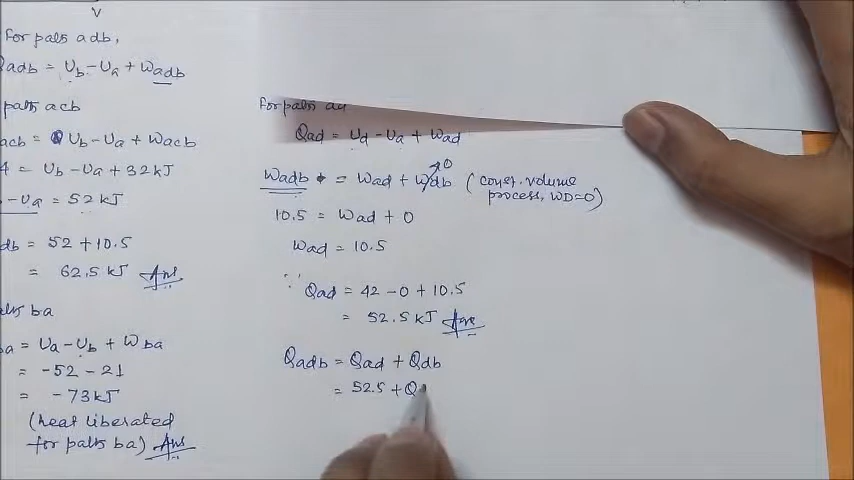 V
For path adb,
Qadb = Ub - Ua + Wadb
path acb
acb = Ub - Ua + Wacb
4 = Ub - Ua + 32 kJ
- Ua = 52 kJ
db = 52 + 10.5
= 62.5 kJ Ans
ba
a = Ua - Ub + Wba
= -52 - 21
= -73 kJ
(heat liberated
for path ba) Ans
For path ad
Qad = Ud - Ua + Wad
Wadb = Wad + Wdb 0 (const. volume
process, WD=0)
10.5 = Wad + 0
Wad = 10.5
∵ Qad = 42 - 0 + 10.5
= 52.5 kJ Ans
Qadb = Qad + Qdb
= 52.5 + Q